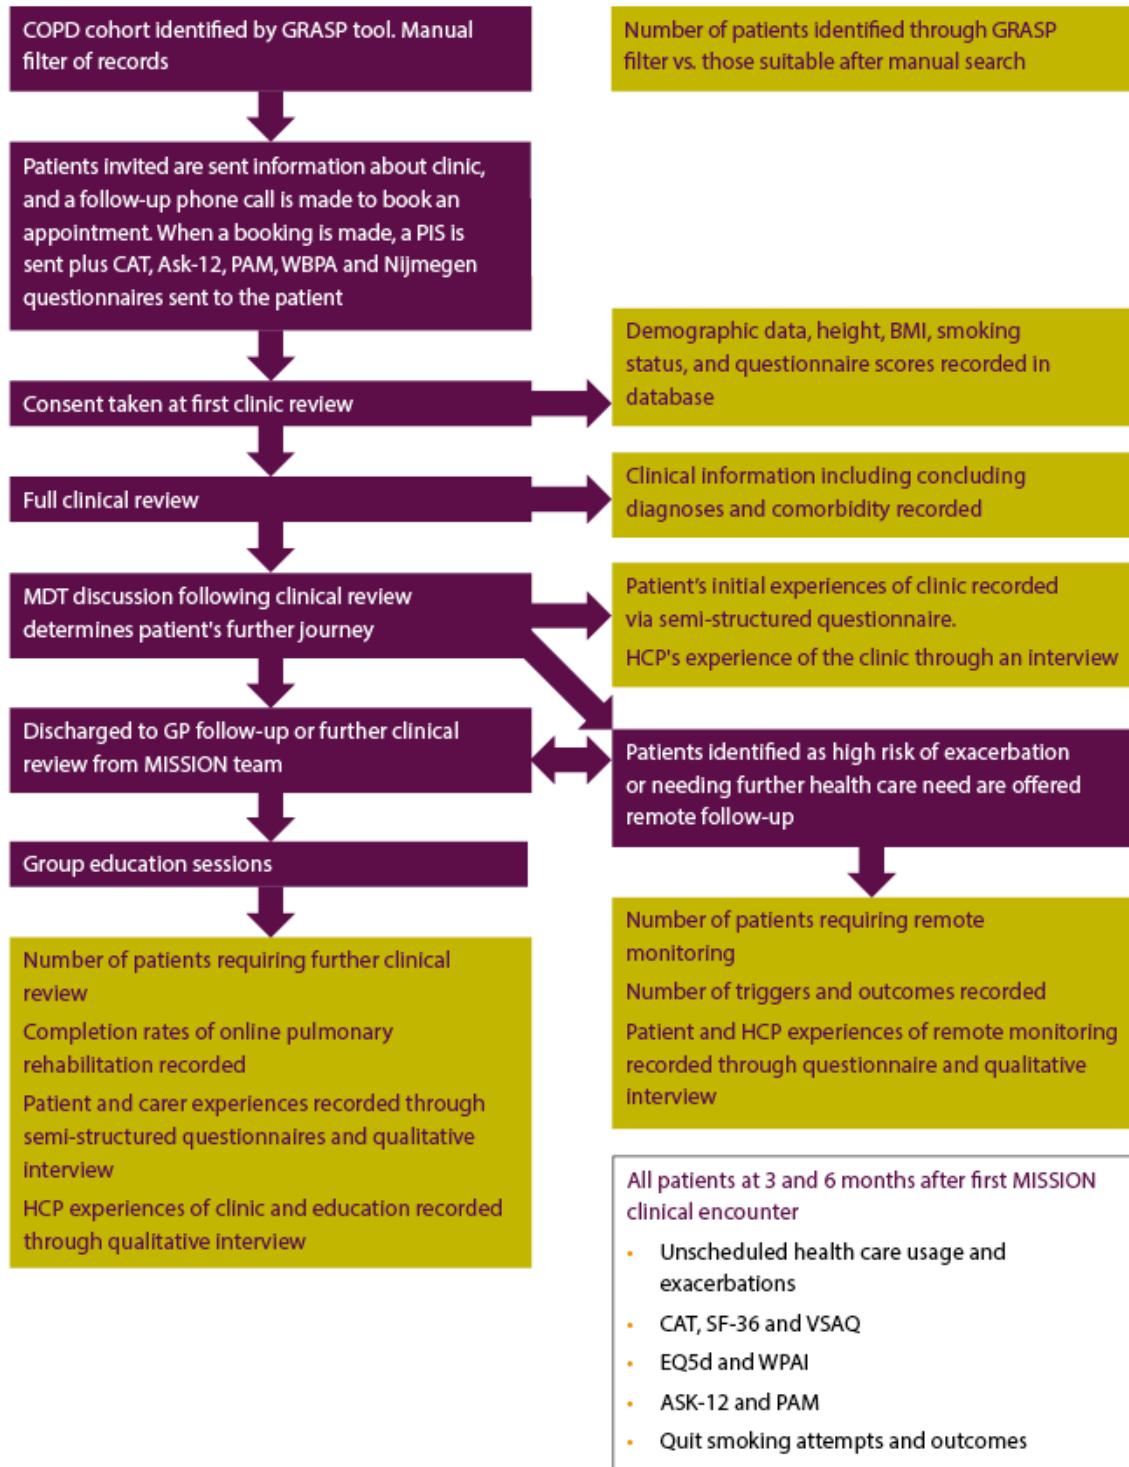 COPD cohort identified by GRASP tool. Manual
filter of records
Number of patients identified through GRASP
filter vs. those suitable after manual search
Patients invited are sent information about clinic,
and a follow-up phone call is made to book an
appointment. When a booking is made, a PIS is
sent plus CAT, Ask-12, PAM, WBPA and Nijmegen
questionnaires sent to the patient
Demographic data, height, BMI, smoking
status, and questionnaire scores recorded in
database
Consent taken at first clinic review
Clinical information including concluding
diagnoses and comorbidity recorded
Full clinical review
MDT discussion following clinical review
determines patient's further journey
Patient's initial experiences of clinic recorded
via semi-structured questionnaire.
HCP's experience of the clinic through an interview
Discharged to GP follow-up or further clinical
review from MISSION team
Patients identified as high risk of exacerbation
or needing further health care need are offered
remote follow-up
Group education sessions
Number of patients requiring further clinical
review
Completion rates of online pulmonary
rehabilitation recorded
Patient and carer experiences recorded through
semi-structured questionnaires and qualitative
interview
HCP experiences of clinic and education recorded
through qualitative interview
Number of patients requiring remote
monitoring
Number of triggers and outcomes recorded
Patient and HCP experiences of remote monitoring
recorded through questionnaire and qualitative
interview
All patients at 3 and 6 months after first MISSION
clinical encounter
• Unscheduled health care usage and
exacerbations
• CAT, SF-36 and VSAQ
• EQ5d and WPAI
• ASK-12 and PAM
• Quit smoking attempts and outcomes